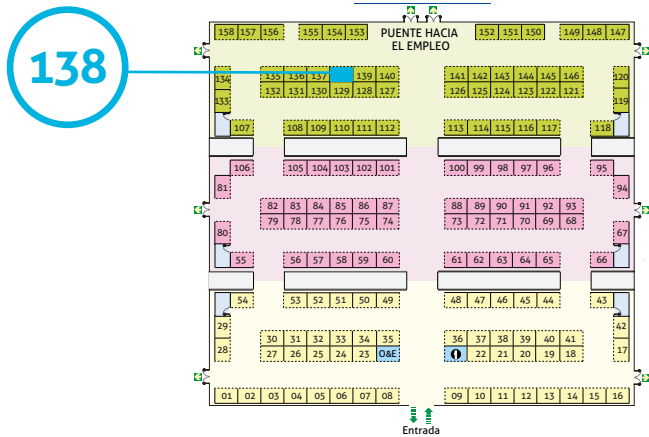 158 157 156 155 154 153 PUENTE HACIA 152 151 150 149 148 147
EL EMPLEO
138
134 135 136 137 139 140 141 142 143 144 145 146 120
133 132 131 130 129 128 127 126 125 124 123 122 121 119
107 108 109 110 111 112 113 114 115 116 117 118
106 105 104 103 102 101 100 99 98 97 96 95
81 94
82 83 84 85 86 87 88 89 90 91 92 93
80 79 78 77 76 75 74 73 72 71 70 69 68 67
55 56 57 58 59 60 61 62 63 64 65 66
54 53 52 51 50 49 48 47 46 45 44 43
29 42
30 31 32 33 34 35 36 37 38 39 40 41
28 27 26 25 24 23 O&E 22 21 20 19 18 17
01 02 03 04 05 06 07 08 09 10 11 12 13 14 15 16
Entrada